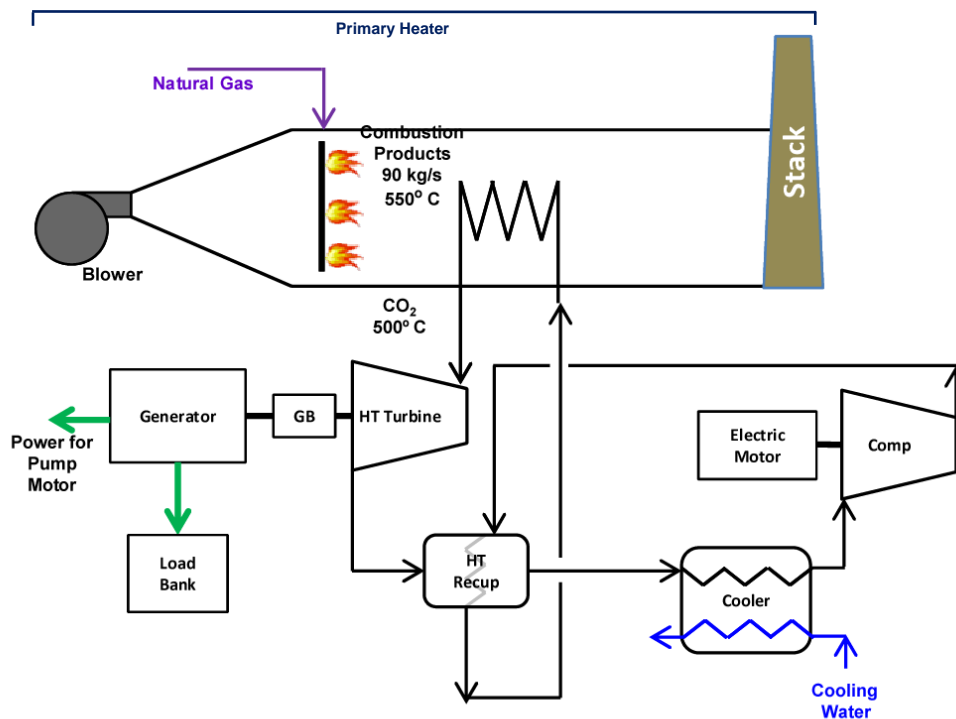 Primary Heater
Natural Gas
Combustion
Products
90 kg/s
550° C
Stack
Blower
CO₂
500° C
Generator
GB
HT Turbine
Electric
Motor
Comp
Power for
Pump
Motor
Load
Bank
HT
Recup
Cooler
Cooling
Water